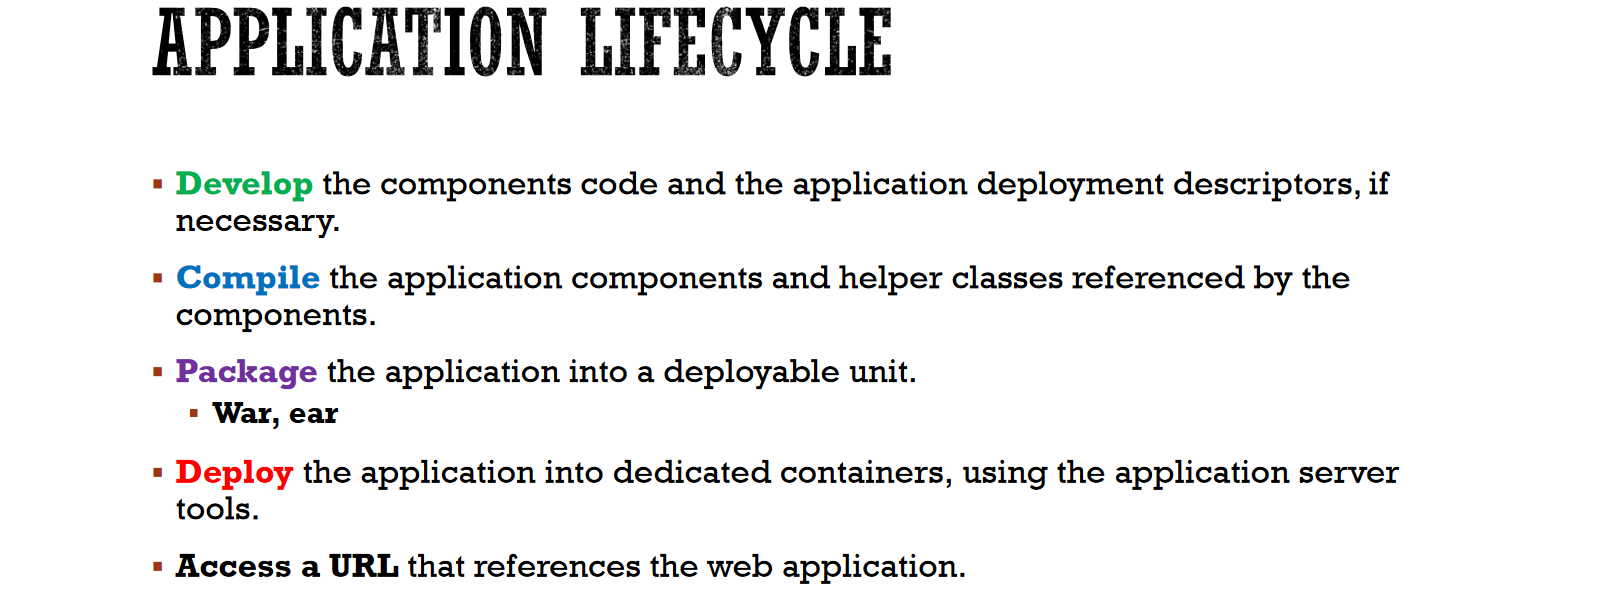 APPLICATION LIFECYCLE
▪ Develop the components code and the application deployment descriptors, if
necessary.
▪ Compile the application components and helper classes referenced by the
components.
▪ Package the application into a deployable unit.
▪ War, ear
▪ Deploy the application into dedicated containers, using the application server
tools.
▪ Access a URL that references the web application.